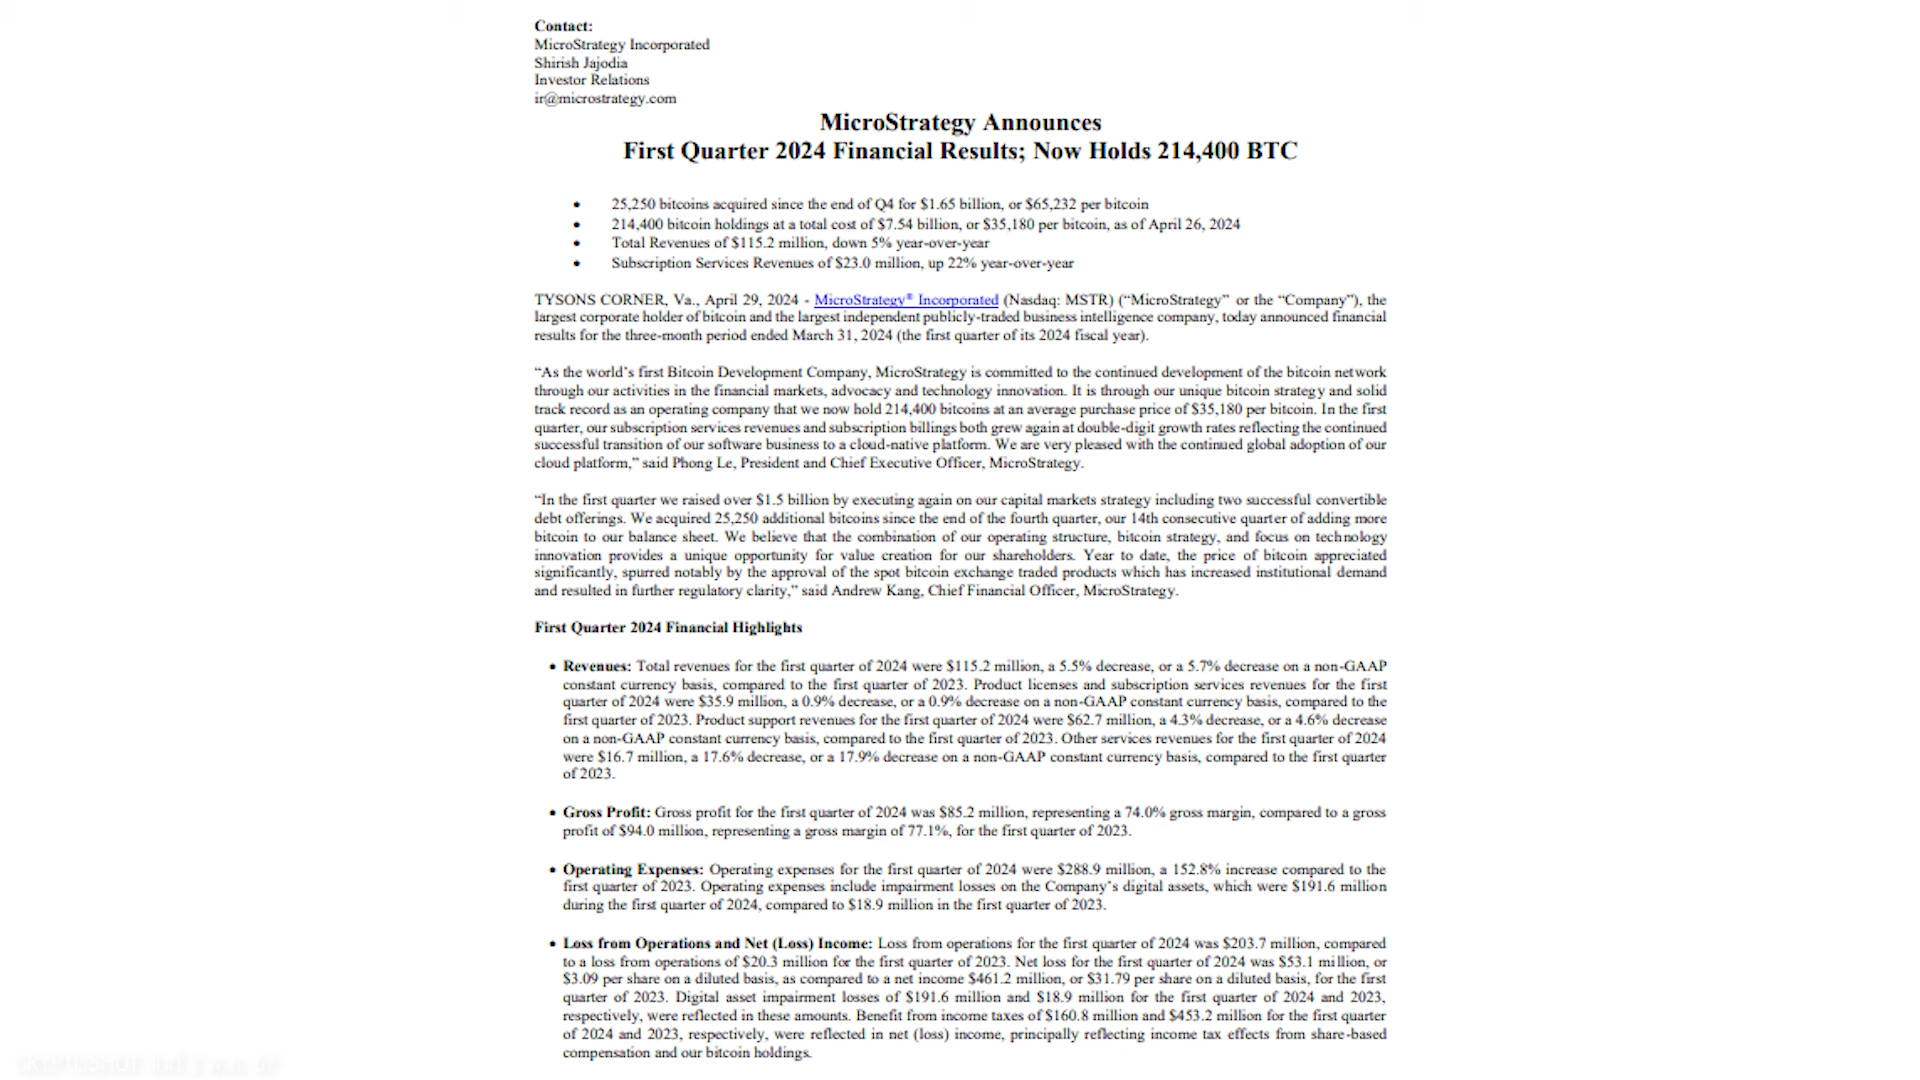 Contact:
MicroStrategy Incorporated
Shirish Jajodia
Investor Relations
ir@microstrategy.com
MicroStrategy Announces
First Quarter 2024 Financial Results; Now Holds 214,400 BTC
• 25,250 bitcoins acquired since the end of Q4 for $1.65 billion, or $65,232 per bitcoin
• 214,400 bitcoin holdings at a total cost of $7.54 billion, or $35,180 per bitcoin, as of April 26, 2024
• Total Revenues of $115.2 million, down 5% year-over-year
• Subscription Services Revenues of $23.0 million, up 22% year-over-year
TYSONS CORNER, Va., April 29, 2024 - MicroStrategy® Incorporated (Nasdaq: MSTR) (“MicroStrategy” or the “Company”), the
largest corporate holder of bitcoin and the largest independent publicly-traded business intelligence company, today announced financial
results for the three-month period ended March 31, 2024 (the first quarter of its 2024 fiscal year).
“As the world’s first Bitcoin Development Company, MicroStrategy is committed to the continued development of the bitcoin network
through our activities in the financial markets, advocacy and technology innovation. It is through our unique bitcoin strategy and solid
track record as an operating company that we now hold 214,400 bitcoins at an average purchase price of $35,180 per bitcoin. In the first
quarter, our subscription services revenues and subscription billings both grew again at double-digit growth rates reflecting the continued
successful transition of our software business to a cloud-native platform. We are very pleased with the continued global adoption of our
cloud platform,” said Phong Le, President and Chief Executive Officer, MicroStrategy.
“In the first quarter we raised over $1.5 billion by executing again on our capital markets strategy including two successful convertible
debt offerings. We acquired 25,250 additional bitcoins since the end of the fourth quarter, our 14th consecutive quarter of adding more
bitcoin to our balance sheet. We believe that the combination of our operating structure, bitcoin strategy, and focus on technology
innovation provides a unique opportunity for value creation for our shareholders. Year to date, the price of bitcoin appreciated
significantly, spurred notably by the approval of the spot bitcoin exchange traded products which has increased institutional demand
and resulted in further regulatory clarity,” said Andrew Kang, Chief Financial Officer, MicroStrategy.
First Quarter 2024 Financial Highlights
• Revenues: Total revenues for the first quarter of 2024 were $115.2 million, a 5.5% decrease, or a 5.7% decrease on a non-GAAP
constant currency basis, compared to the first quarter of 2023. Product licenses and subscription services revenues for the first
quarter of 2024 were $35.9 million, a 0.9% decrease, or a 0.9% decrease on a non-GAAP constant currency basis, compared to the
first quarter of 2023. Product support revenues for the first quarter of 2024 were $62.7 million, a 4.3% decrease, or a 4.6% decrease
on a non-GAAP constant currency basis, compared to the first quarter of 2023. Other services revenues for the first quarter of 2024
were $16.7 million, a 17.6% decrease, or a 17.9% decrease on a non-GAAP constant currency basis, compared to the first quarter
of 2023.
• Gross Profit: Gross profit for the first quarter of 2024 was $85.2 million, representing a 74.0% gross margin, compared to a gross
profit of $94.0 million, representing a gross margin of 77.1%, for the first quarter of 2023.
• Operating Expenses: Operating expenses for the first quarter of 2024 were $288.9 million, a 152.8% increase compared to the
first quarter of 2023. Operating expenses include impairment losses on the Company’s digital assets, which were $191.6 million
during the first quarter of 2024, compared to $18.9 million in the first quarter of 2023.
• Loss from Operations and Net (Loss) Income: Loss from operations for the first quarter of 2024 was $203.7 million, compared
to a loss from operations of $20.3 million for the first quarter of 2023. Net loss for the first quarter of 2024 was $53.1 million, or
$3.09 per share on a diluted basis, as compared to a net income $461.2 million, or $31.79 per share on a diluted basis, for the first
quarter of 2023. Digital asset impairment losses of $191.6 million and $18.9 million for the first quarter of 2024 and 2023,
respectively, were reflected in these amounts. Benefit from income taxes of $160.8 million and $453.2 million for the first quarter
of 2024 and 2023, respectively, were reflected in net (loss) income, principally reflecting income tax effects from share-based
compensation and our bitcoin holdings.